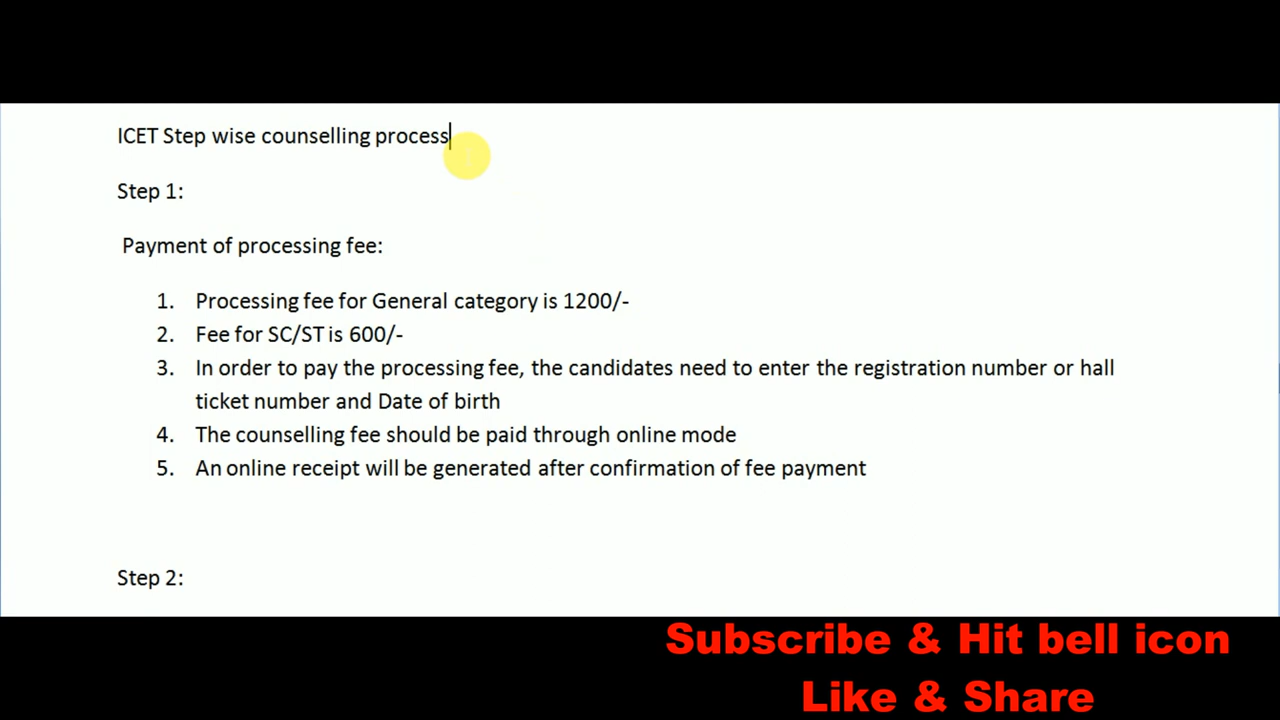 ICET Step wise counselling process
Step 1:
Payment of processing fee:
1. Processing fee for General category is 1200/-
2. Fee for SC/ST is 600/-
3. In order to pay the processing fee, the candidates need to enter the registration number or hall
ticket number and Date of birth
4. The counselling fee should be paid through online mode
5. An online receipt will be generated after confirmation of fee payment
Step 2:
Subscribe & Hit bell icon
Like & Share